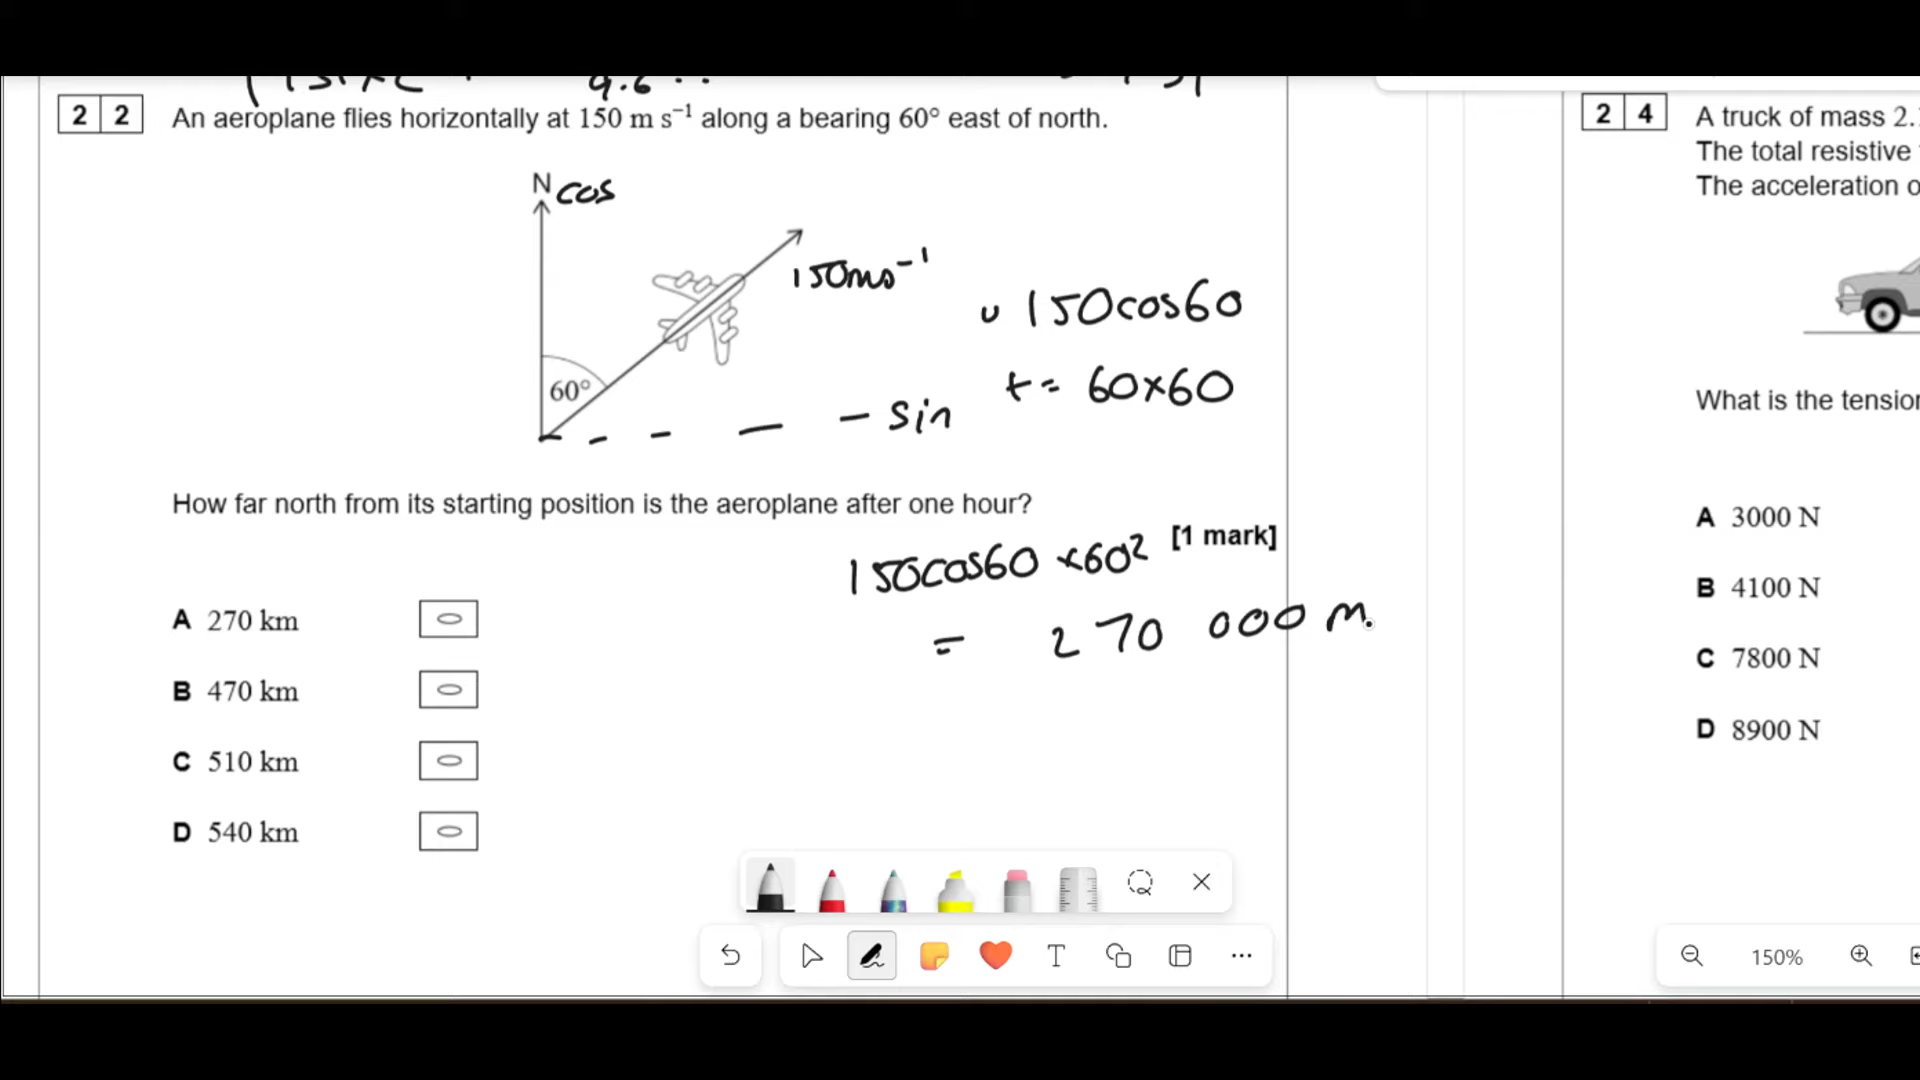 9.6
2 2 An aeroplane flies horizontally at 150 m s⁻¹ along a bearing 60° east of north.
N cos
150ms⁻¹
60°
sin
υ 150cos60
t = 60×60
How far north from its starting position is the aeroplane after one hour?
[1 mark]
150cos60 ×60²
= 270 000 m
A 270 km
B 470 km
C 510 km
D 540 km
2 4 A truck of mass 2.
The total resistive
The acceleration o
What is the tension
A 3000 N
B 4100 N
C 7800 N
D 8900 N
T
150%